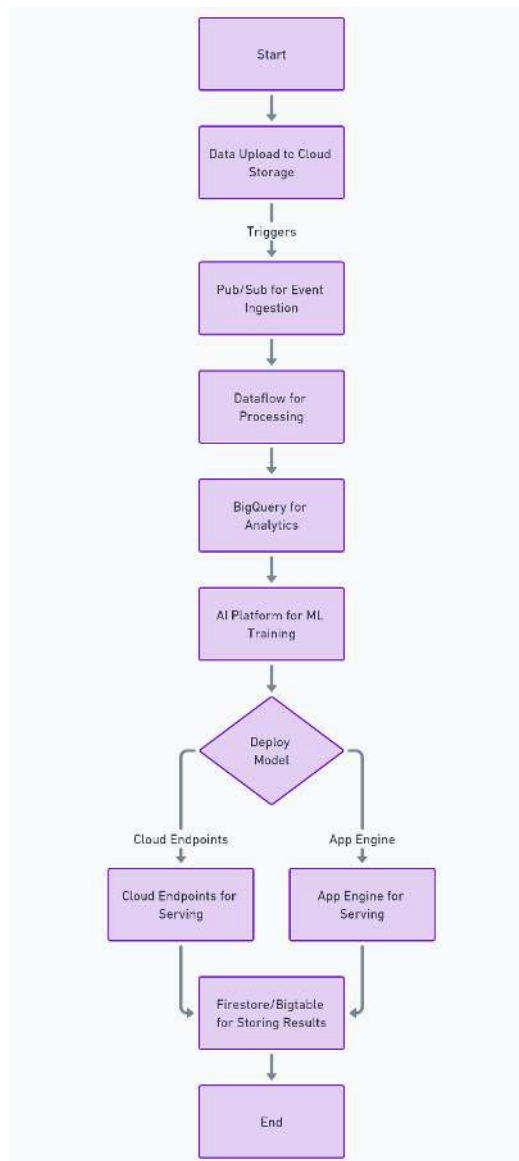 Start
Data Upload to Cloud
Storage
Triggers
Pub/Sub for Event
Ingestion
Dataflow for
Processing
BigQuery for
Analytics
AI Platform for ML
Training
Deploy
Model
Cloud Endpoints
App Engine
Cloud Endpoints for
Serving
App Engine for
Serving
Firestore/Bigtable
for Storing Results
End